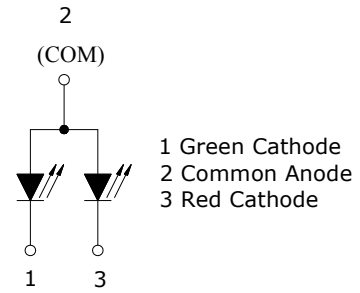 2
(COM)
1 Green Cathode
2 Common Anode
3 Red Cathode
1 3